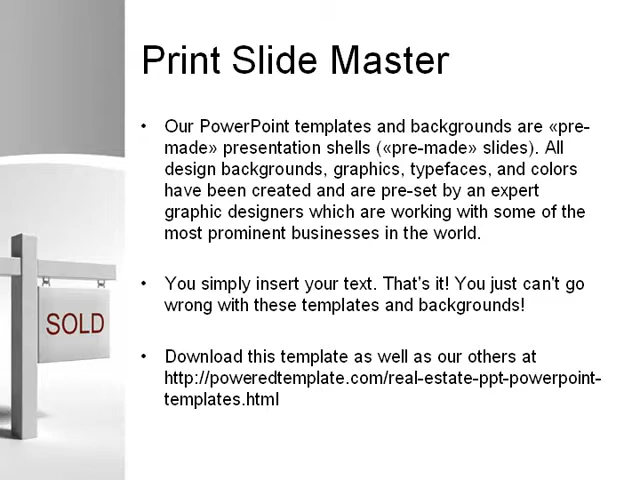 Print Slide Master
• Our PowerPoint templates and backgrounds are «pre-
made» presentation shells («pre-made» slides). All
design backgrounds, graphics, typefaces, and colors
have been created and are pre-set by an expert
graphic designers which are working with some of the
most prominent businesses in the world.
• You simply insert your text. That's it! You just can't go
wrong with these templates and backgrounds!
• Download this template as well as our others at
http://poweredtemplate.com/real-estate-ppt-powerpoint-
templates.html
SOLD